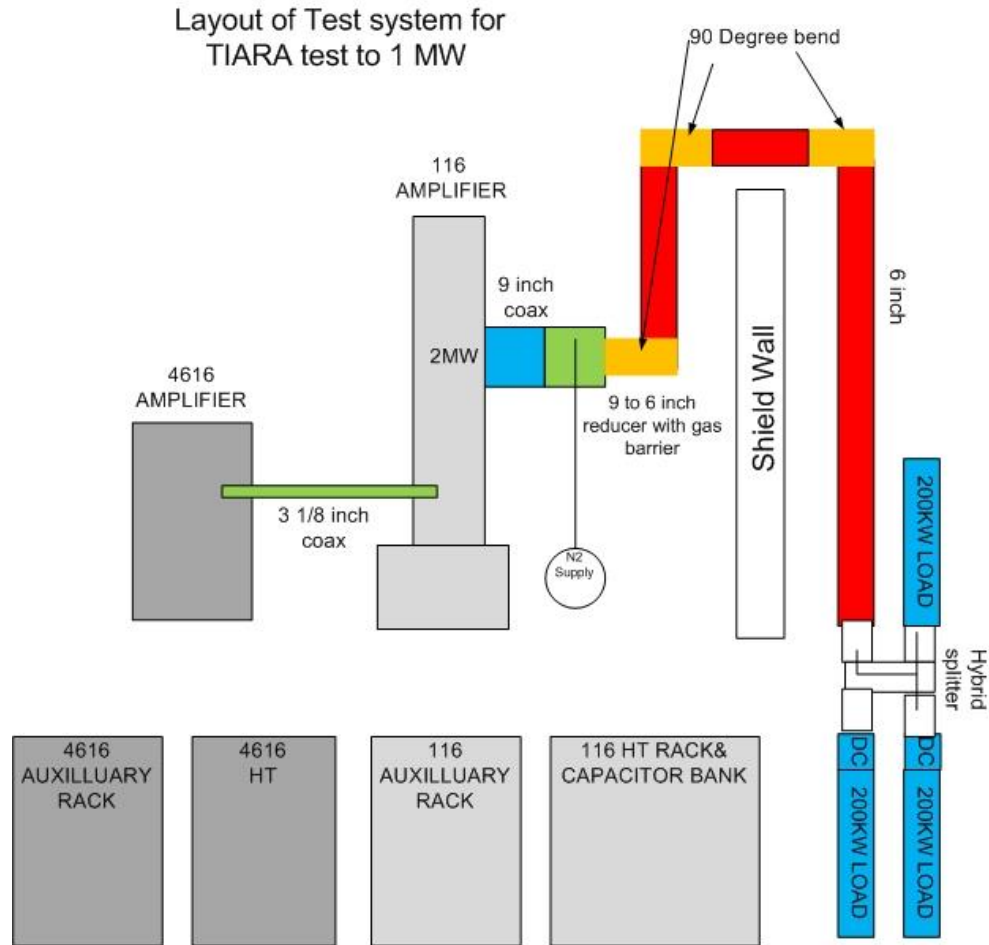 Layout of Test system for
TIARA test to 1 MW
90 Degree bend
116
AMPLIFIER
9 inch
coax
6 inch
2MW
4616
AMPLIFIER
9 to 6 inch
reducer with gas
barrier
Shield Wall
3 1/8 inch
coax
N2
Supply
200KW LOAD
Hybrid
splitter
4616
AUXILLUARY
RACK
4616
HT
116
AUXILLUARY
RACK
116 HT RACK&
CAPACITOR BANK
DC
200KW LOAD
DC
200KW LOAD